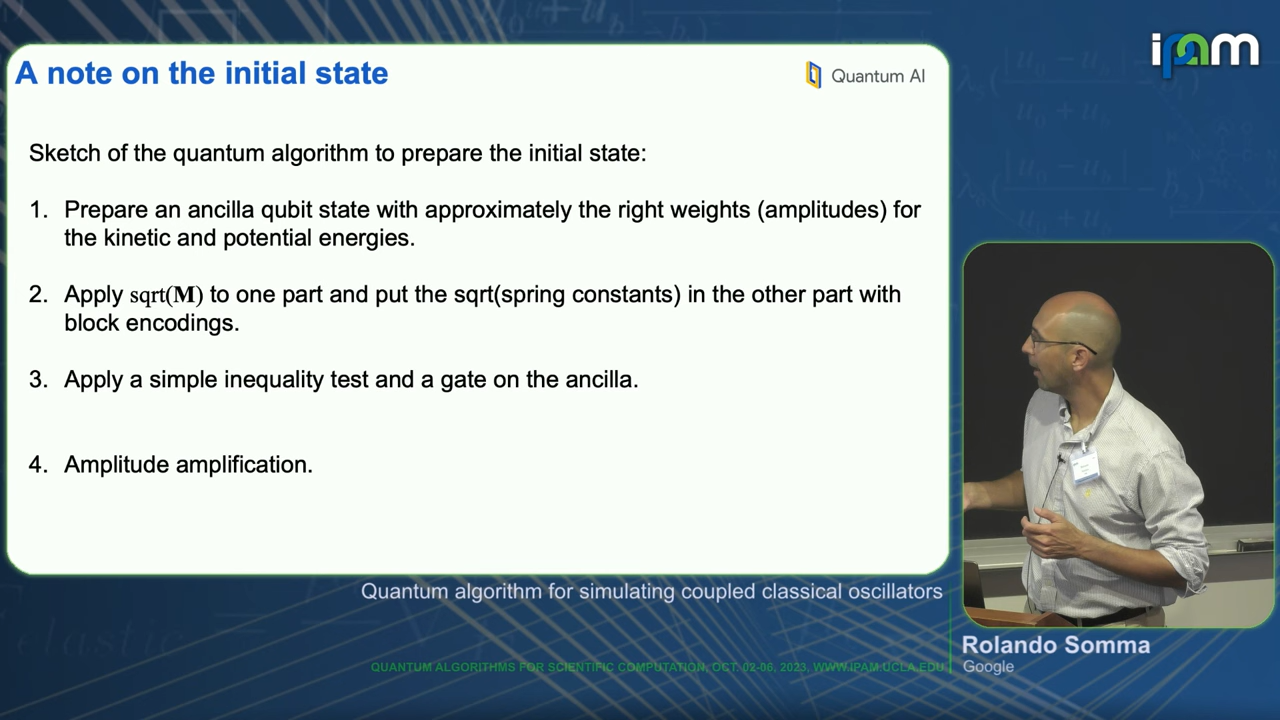 A note on the initial state
Quantum AI
ipam
Sketch of the quantum algorithm to prepare the initial state:
1. Prepare an ancilla qubit state with approximately the right weights (amplitudes) for
the kinetic and potential energies.
2. Apply sqrt(M) to one part and put the sqrt(spring constants) in the other part with
block encodings.
3. Apply a simple inequality test and a gate on the ancilla.
4. Amplitude amplification.
Quantum algorithm for simulating coupled classical oscillators
Rolando Somma
Google
QUANTUM ALGORITHMS FOR SCIENTIFIC COMPUTATION, OCT. 02-06, 2023, WWW.IPAM.UCLA.EDU
elastic